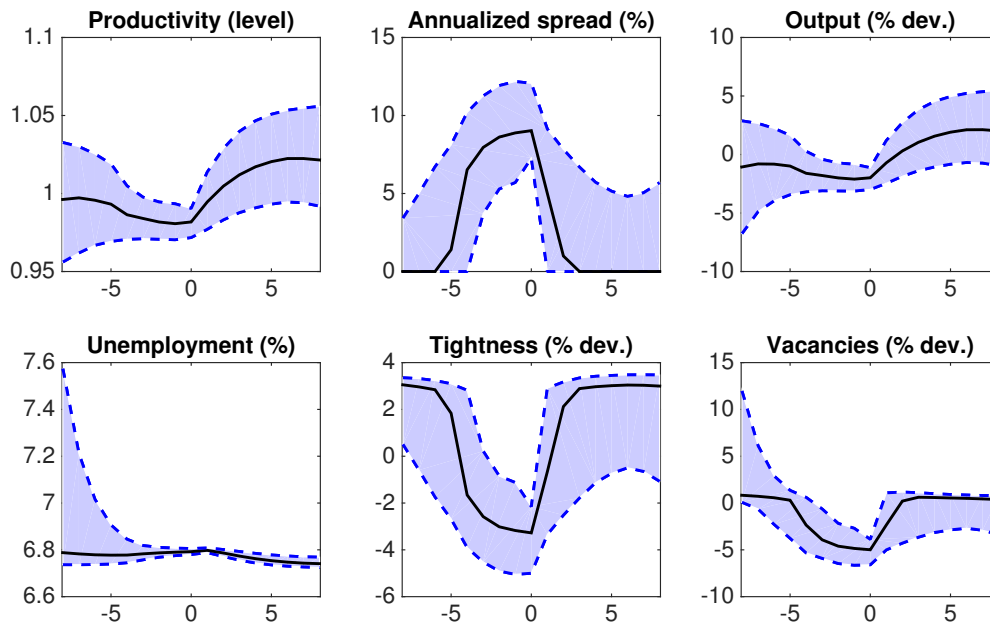 Productivity (level)
1.1
1.05
1
0.95
-5 0 5
Annualized spread (%)
15
10
5
0
-5 0 5
Output (% dev.)
10
5
0
-5
-10
-5 0 5
Unemployment (%)
7.6
7.4
7.2
7
6.8
6.6
-5 0 5
Tightness (% dev.)
4
2
0
-2
-4
-6
-5 0 5
Vacancies (% dev.)
15
10
5
0
-5
-10
-5 0 5